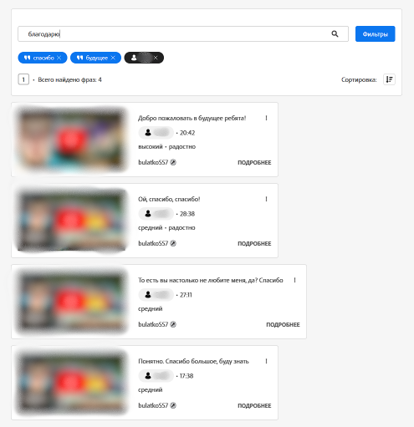 благодарю
Фильтры
спасибо
будущее
1 • Всего найдено фраз: 4
Сортировка:
Добро пожаловать в будущее ребята!
• 20:42
высокий - радостно
bulatko557
ПОДРОБНЕЕ
Ой, спасибо, спасибо!
• 28:38
средний - радостно
bulatko557
ПОДРОБНЕЕ
То есть вы настолько не любите меня, да? Спасибо
• 27:11
средний
bulatko557
ПОДРОБНЕЕ
Понятно. Спасибо большое, буду знать
• 17:38
средний
bulatko557
ПОДРОБНЕЕ